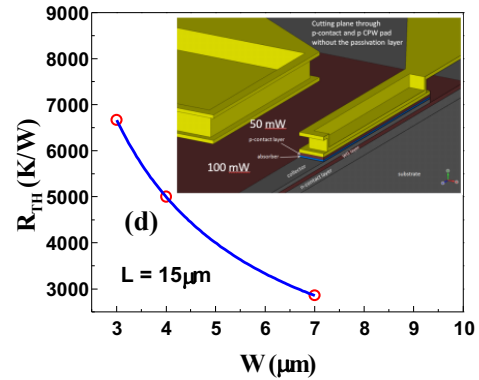 9000
8000
7000
6000
5000
4000
3000
R_TH (K/W)
Cutting plane through
p-contact and p CPW pad
without the passivation layer
50 mW
p-contact layer
absorber
100 mW
collector
n-contact layer
substrate
(d)
L = 15μm
3 4 5 6 7 8 9 10
W (μm)